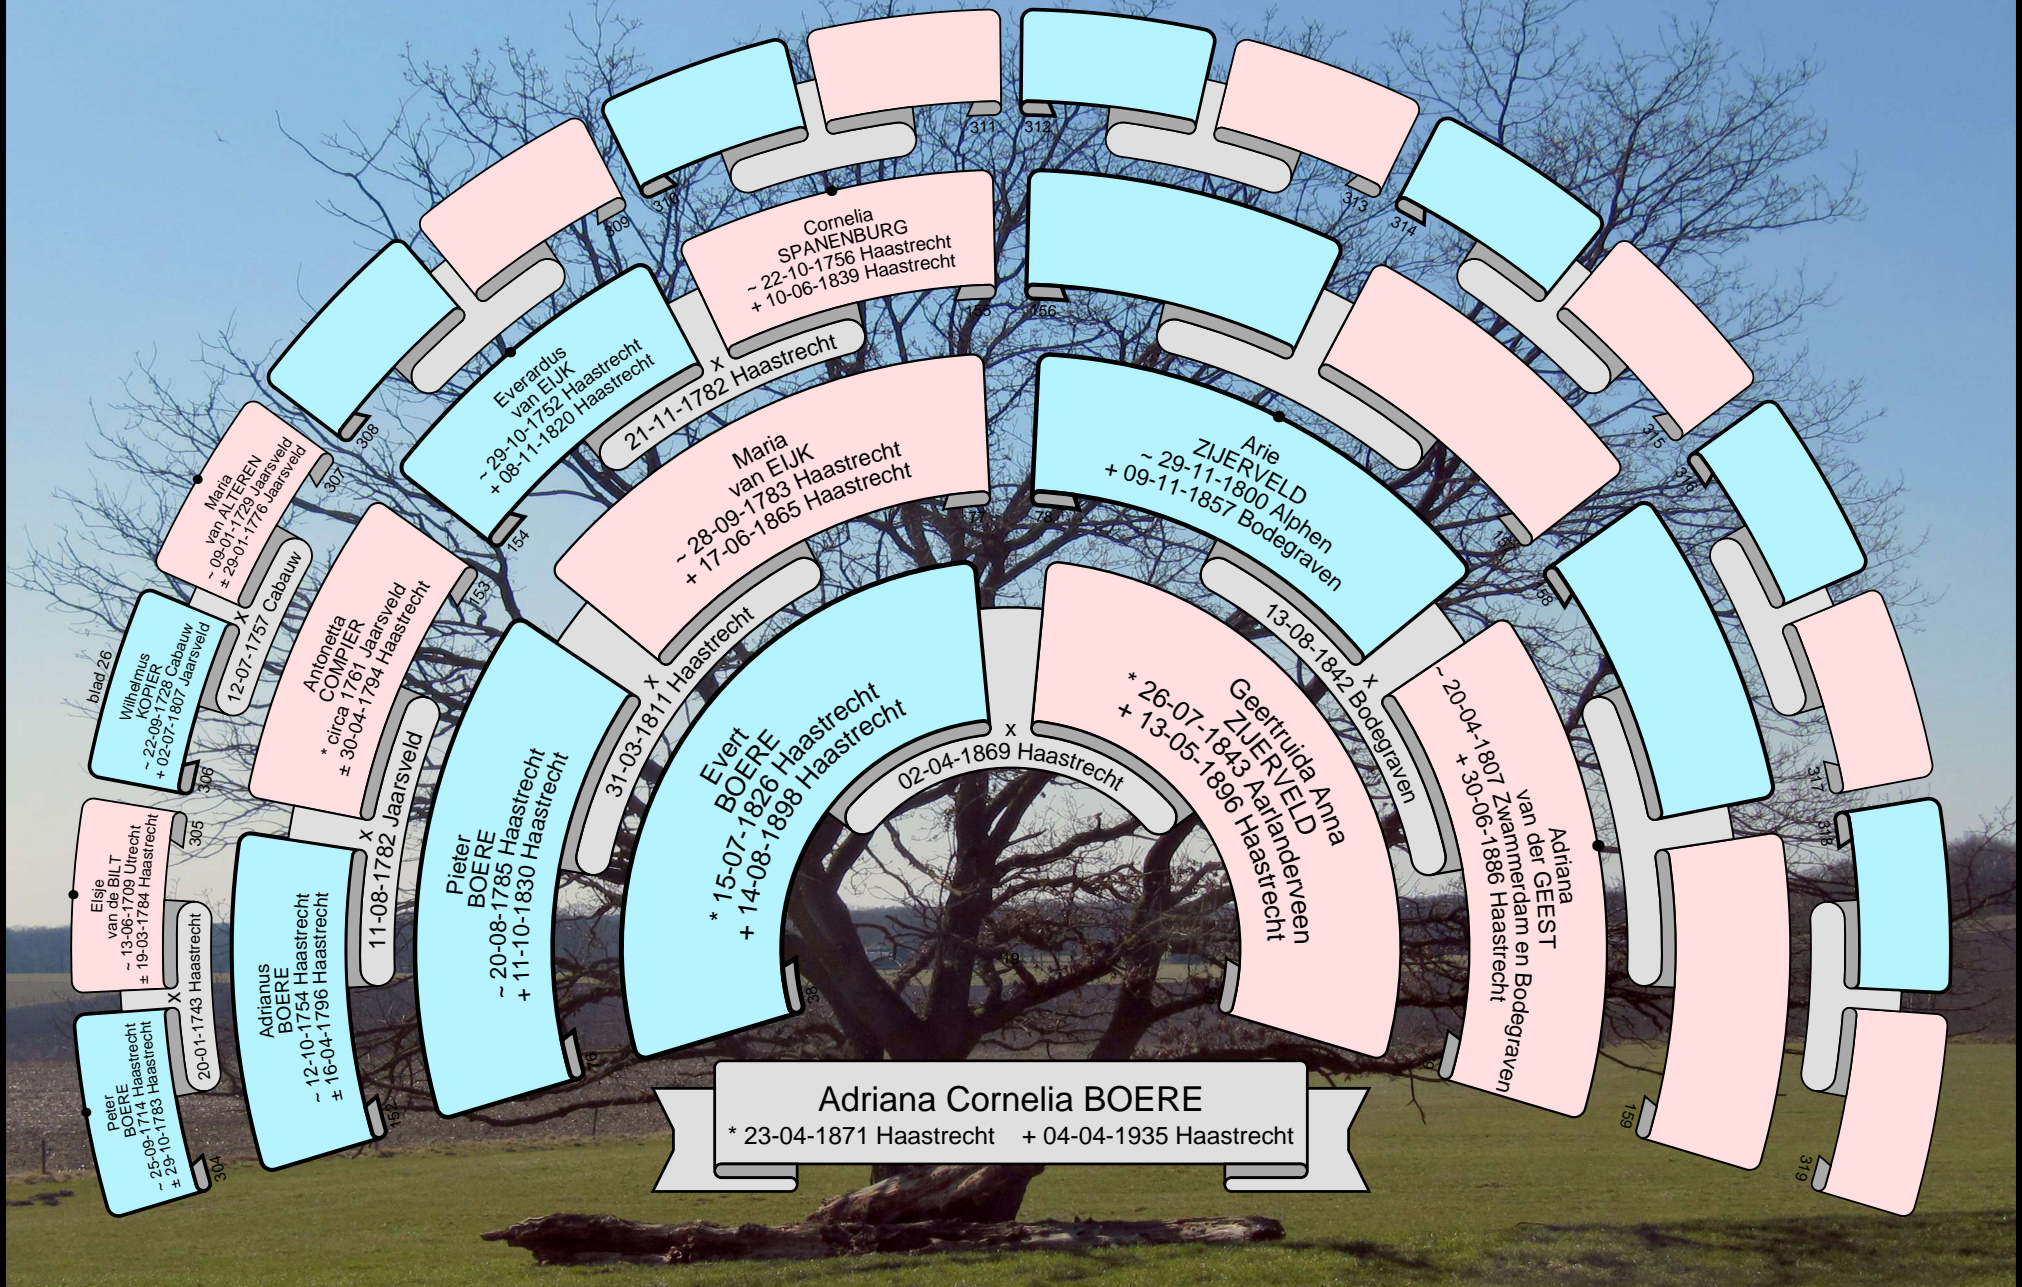 311
312
310
313
309
314
Cornelia
SPANENBURG
~ 22-10-1756 Haastrecht
+ 10-06-1839 Haastrecht
155
156
Everardus
van EIJK
~ 29-10-1752 Haastrecht
+ 08-11-1820 Haastrecht
154
x
21-11-1782 Haastrecht
308
315
316
157
158
Maria
van ALTEREN
~ 09-01-1729 Jaarsveld
± 29-01-1776 Jaarsveld
307
x
12-07-1757 Cabauw
blad 26
Wilhelmus
KOPIER
~ 22-09-1728 Cabauw
+ 02-07-1807 Jaarsveld
306
Antonetta
COMPIER
* circa 1761 Jaarsveld
± 30-04-1794 Haastrecht
153
x
11-08-1782 Jaarsveld
Maria
van EIJK
~ 28-09-1783 Haastrecht
+ 17-06-1865 Haastrecht
77
Arie
ZIJERVELD
~ 29-11-1800 Alphen
+ 09-11-1857 Bodegraven
78
x
31-03-1811 Haastrecht
x
13-08-1842 Bodegraven
Evert
BOERE
* 15-07-1826 Haastrecht
+ 14-08-1898 Haastrecht
38
x
02-04-1869 Haastrecht
Geertruida Anna
ZIJERVELD
* 26-07-1843 Aarlanderveen
+ 13-05-1896 Haastrecht
Pieter
BOERE
~ 20-08-1785 Haastrecht
+ 11-10-1830 Haastrecht
76
Adriana
van der GEEST
~ 20-04-1807 Zwammerdam en Bodegraven
+ 30-06-1886 Haastrecht
317
318
Elsje
van de BILT
~ 13-06-1709 Utrecht
± 19-03-1784 Haastrecht
305
x
20-01-1743 Haastrecht
Pieter
BOERE
~ 25-09-1714 Haastrecht
± 29-10-1783 Haastrecht
304
Adrianus
BOERE
~ 12-10-1754 Haastrecht
± 16-04-1796 Haastrecht
152
19
159
319
Adriana Cornelia BOERE
* 23-04-1871 Haastrecht + 04-04-1935 Haastrecht